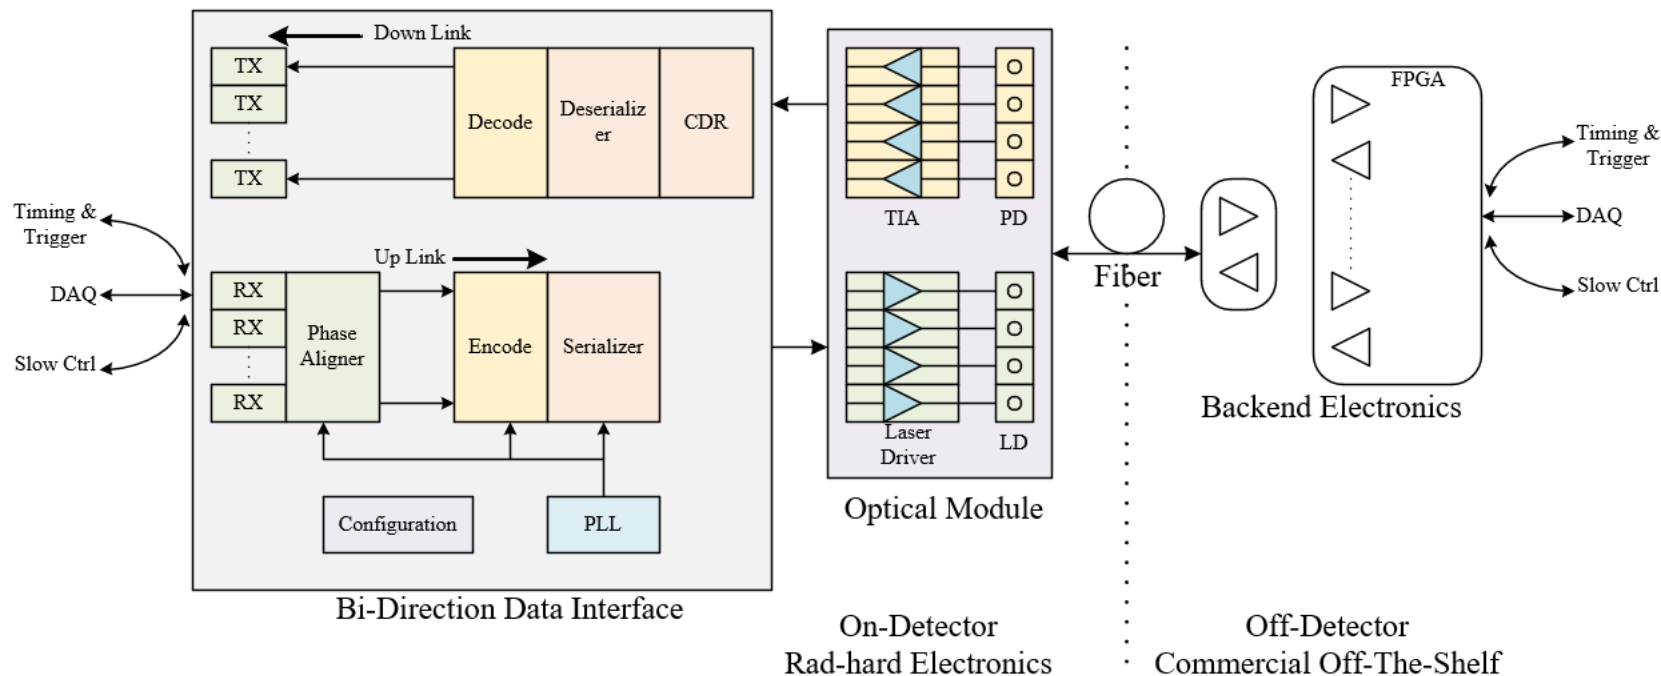 Down Link
TX
TX
TX
Decode
Deserializ
er
CDR
Timing &
Trigger
DAQ
Slow Ctrl
Up Link
RX
RX
RX
Phase
Aligner
Encode
Serializer
Configuration
PLL
Bi-Direction Data Interface
TIA
PD
Laser
Driver
LD
Optical Module
Fiber
FPGA
Backend Electronics
Timing &
Trigger
DAQ
Slow Ctrl
On-Detector
Rad-hard Electronics
Off-Detector
Commercial Off-The-Shelf